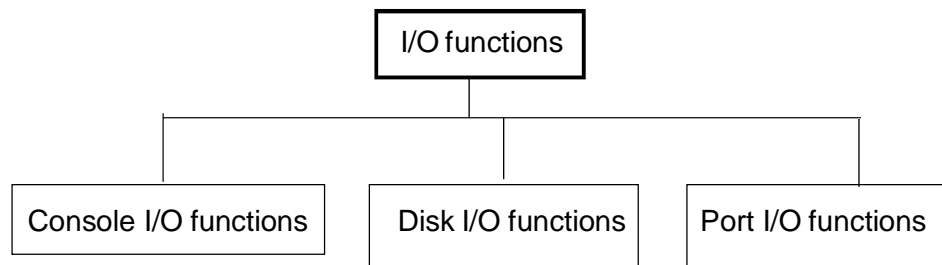 I/O functions
Console I/O functions
Disk I/O functions
Port I/O functions